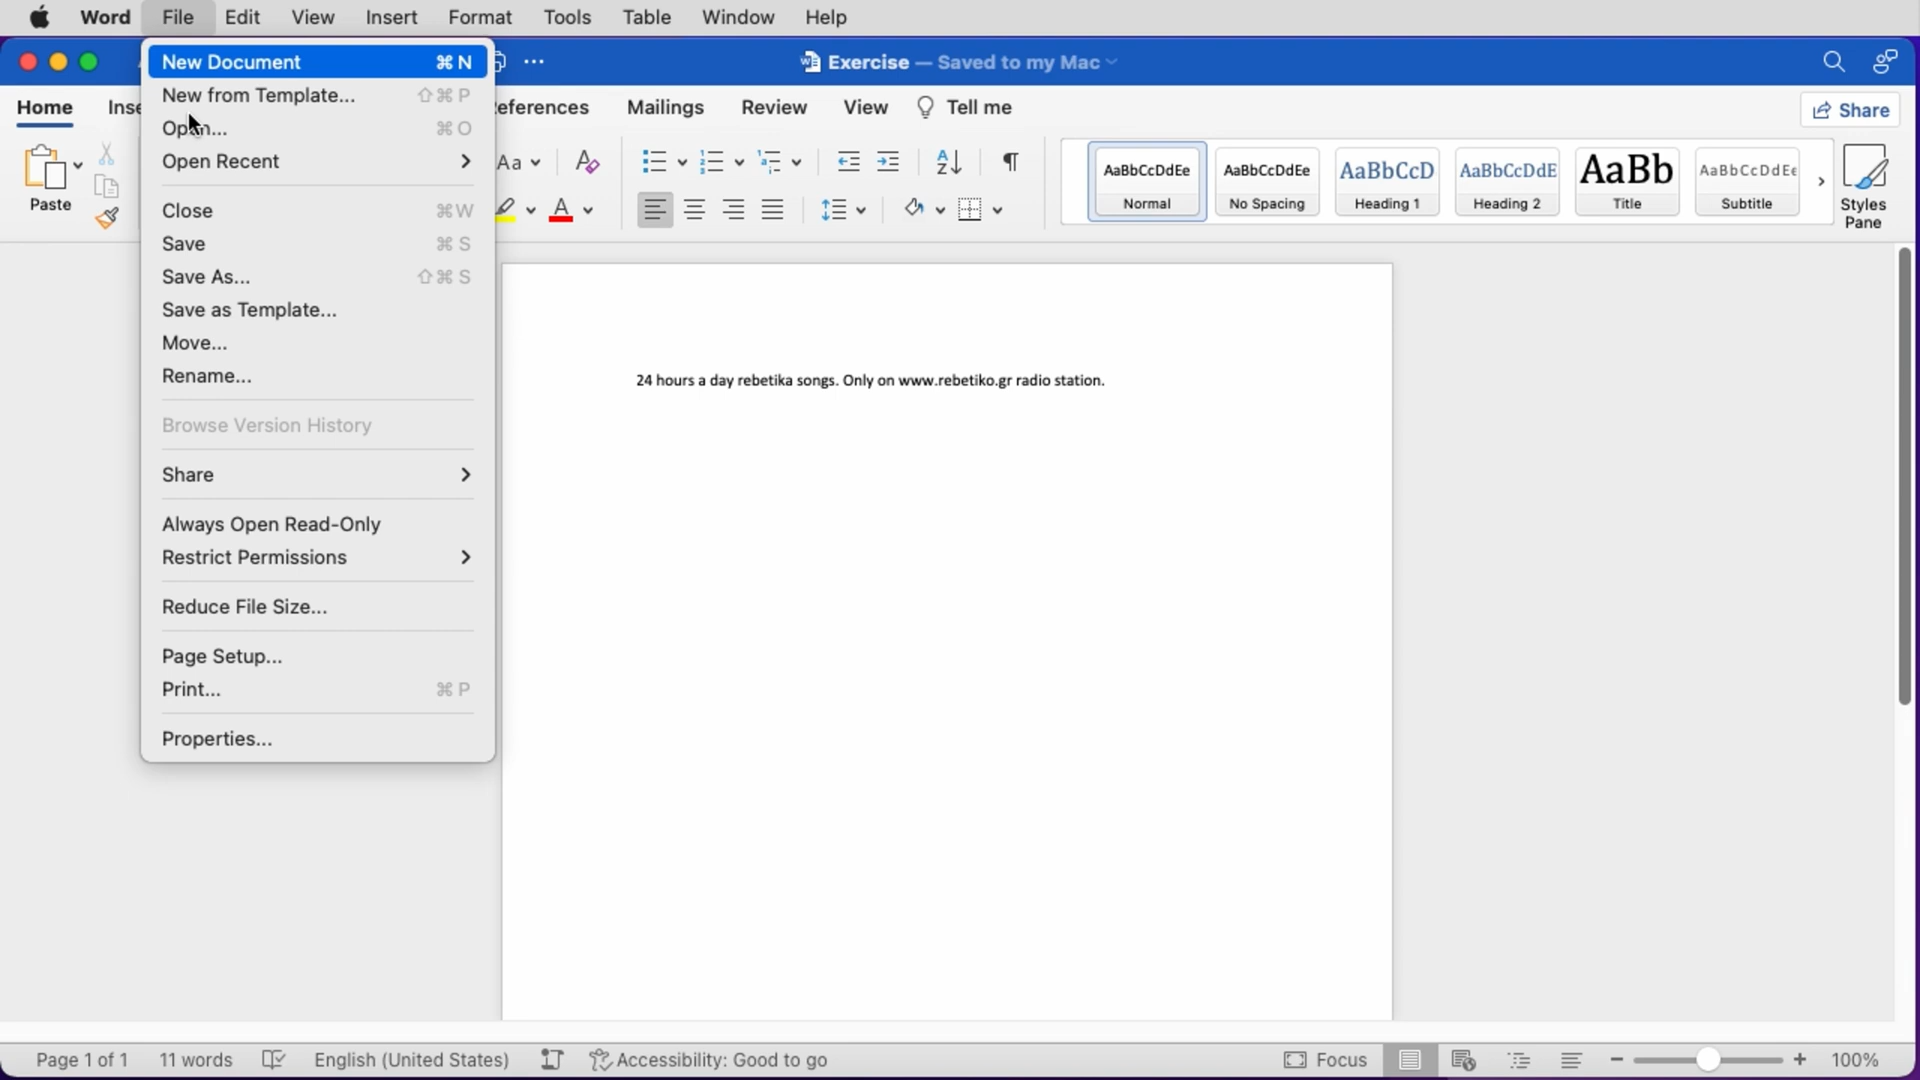 Word File Edit View Insert Format Tools Table Window Help
Exercise — Saved to my Mac
New Document ⌘ N
New from Template... ⇧⌘ P
Open... ⌘ O
Open Recent
Close ⌘ W
Save ⌘ S
Save As... ⇧⌘ S
Save as Template...
Move...
Rename...
Browse Version History
Share
Always Open Read-Only
Restrict Permissions
Reduce File Size...
Page Setup...
Print... ⌘ P
Properties...
Home Inse eferences Mailings Review View Tell me Share
Paste
Aa
AaBbCcDdEe AaBbCcDdEe AaBbCcD AaBbCcDdE AaBb AaBbCcDdEe
Normal No Spacing Heading 1 Heading 2 Title Subtitle
Styles
Pane
24 hours a day rebetika songs. Only on www.rebetiko.gr radio station.
Page 1 of 1 11 words English (United States) Accessibility: Good to go Focus 100%